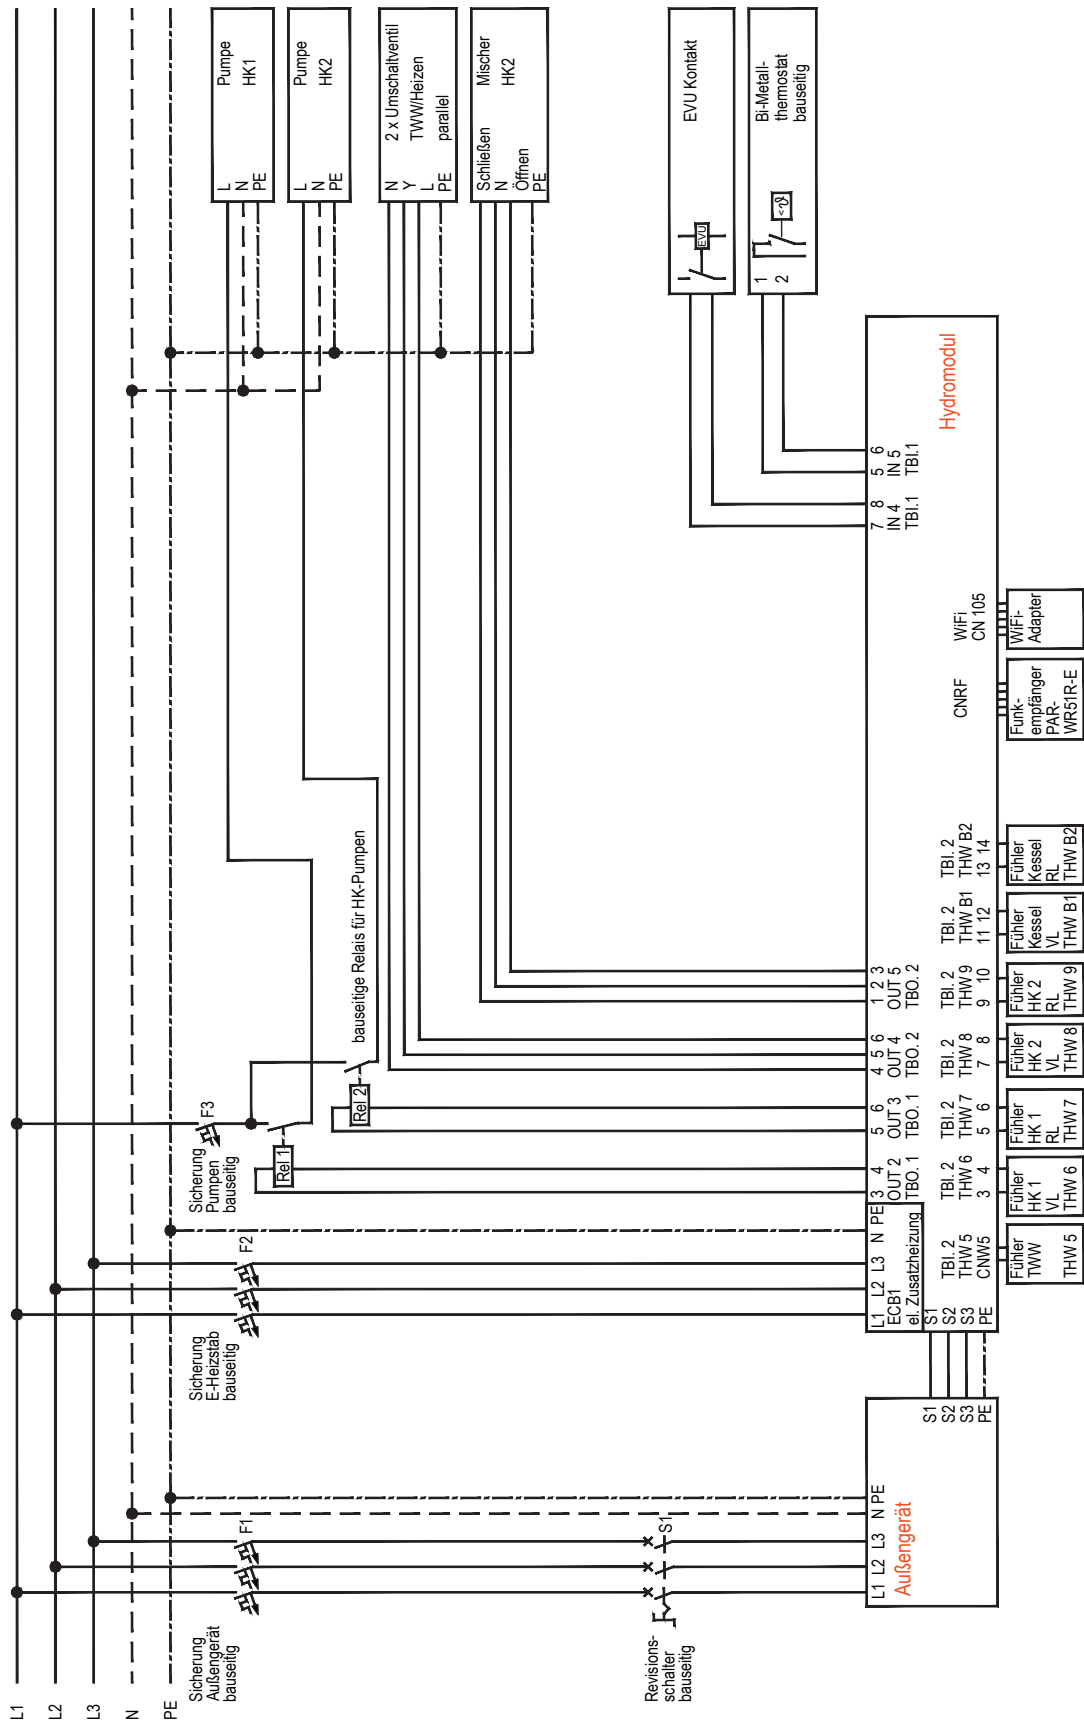 L1
L2
L3
N
PE
Sicherung
Außengerät
bauseitig
F1
Sicherung
E-Heizstab
bauseitig
F2
Sicherung
Pumpen
bauseitig
F3
Rel 1
Rel 2
bauseitige Relais für HK-Pumpen
Pumpe
HK1
L
N
PE
Pumpe
HK2
L
N
PE
2 x Umschaltventil
TWW/Heizen
parallel
N
Y
L
PE
Mischer
HK2
Schließen
N
Öffnen
PE
EVU Kontakt
EVU
Bi-Metall-
thermostat
bauseitig
1
2
<ϑ
Revisions-
schalter
bauseitig
S1
L1 L2 L3 N PE
Außengerät
S1
S2
S3
PE
L1 L2 L3 N PE
ECB1
el. Zusatzheizung
S1
S2
S3
PE
3 4
OUT 2
TBO. 1
5 6
OUT 3
TBO. 1
4 5 6
OUT 4
TBO. 2
1 2 3
OUT 5
TBO. 2
7 8
IN 4
TBI.1
5 6
IN 5
TBI.1
Hydromodul
TBI. 2
THW 5
CNW5
TBI. 2
THW 6
3 4
TBI. 2
THW 7
5 6
TBI. 2
THW 8
7 8
TBI. 2
THW 9
9 10
TBI. 2
THW B1
11 12
TBI. 2
THW B2
13 14
CNRF
WiFi
CN 105
Fühler
TWW
THW 5
Fühler
HK 1
VL
THW 6
Fühler
HK 1
RL
THW 7
Fühler
HK 2
VL
THW 8
Fühler
HK 2
RL
THW 9
Fühler
Kessel
VL
THW B1
Fühler
Kessel
RL
THW B2
Funk-
empfänger
PAR-
WR51R-E
WiFi-
Adapter